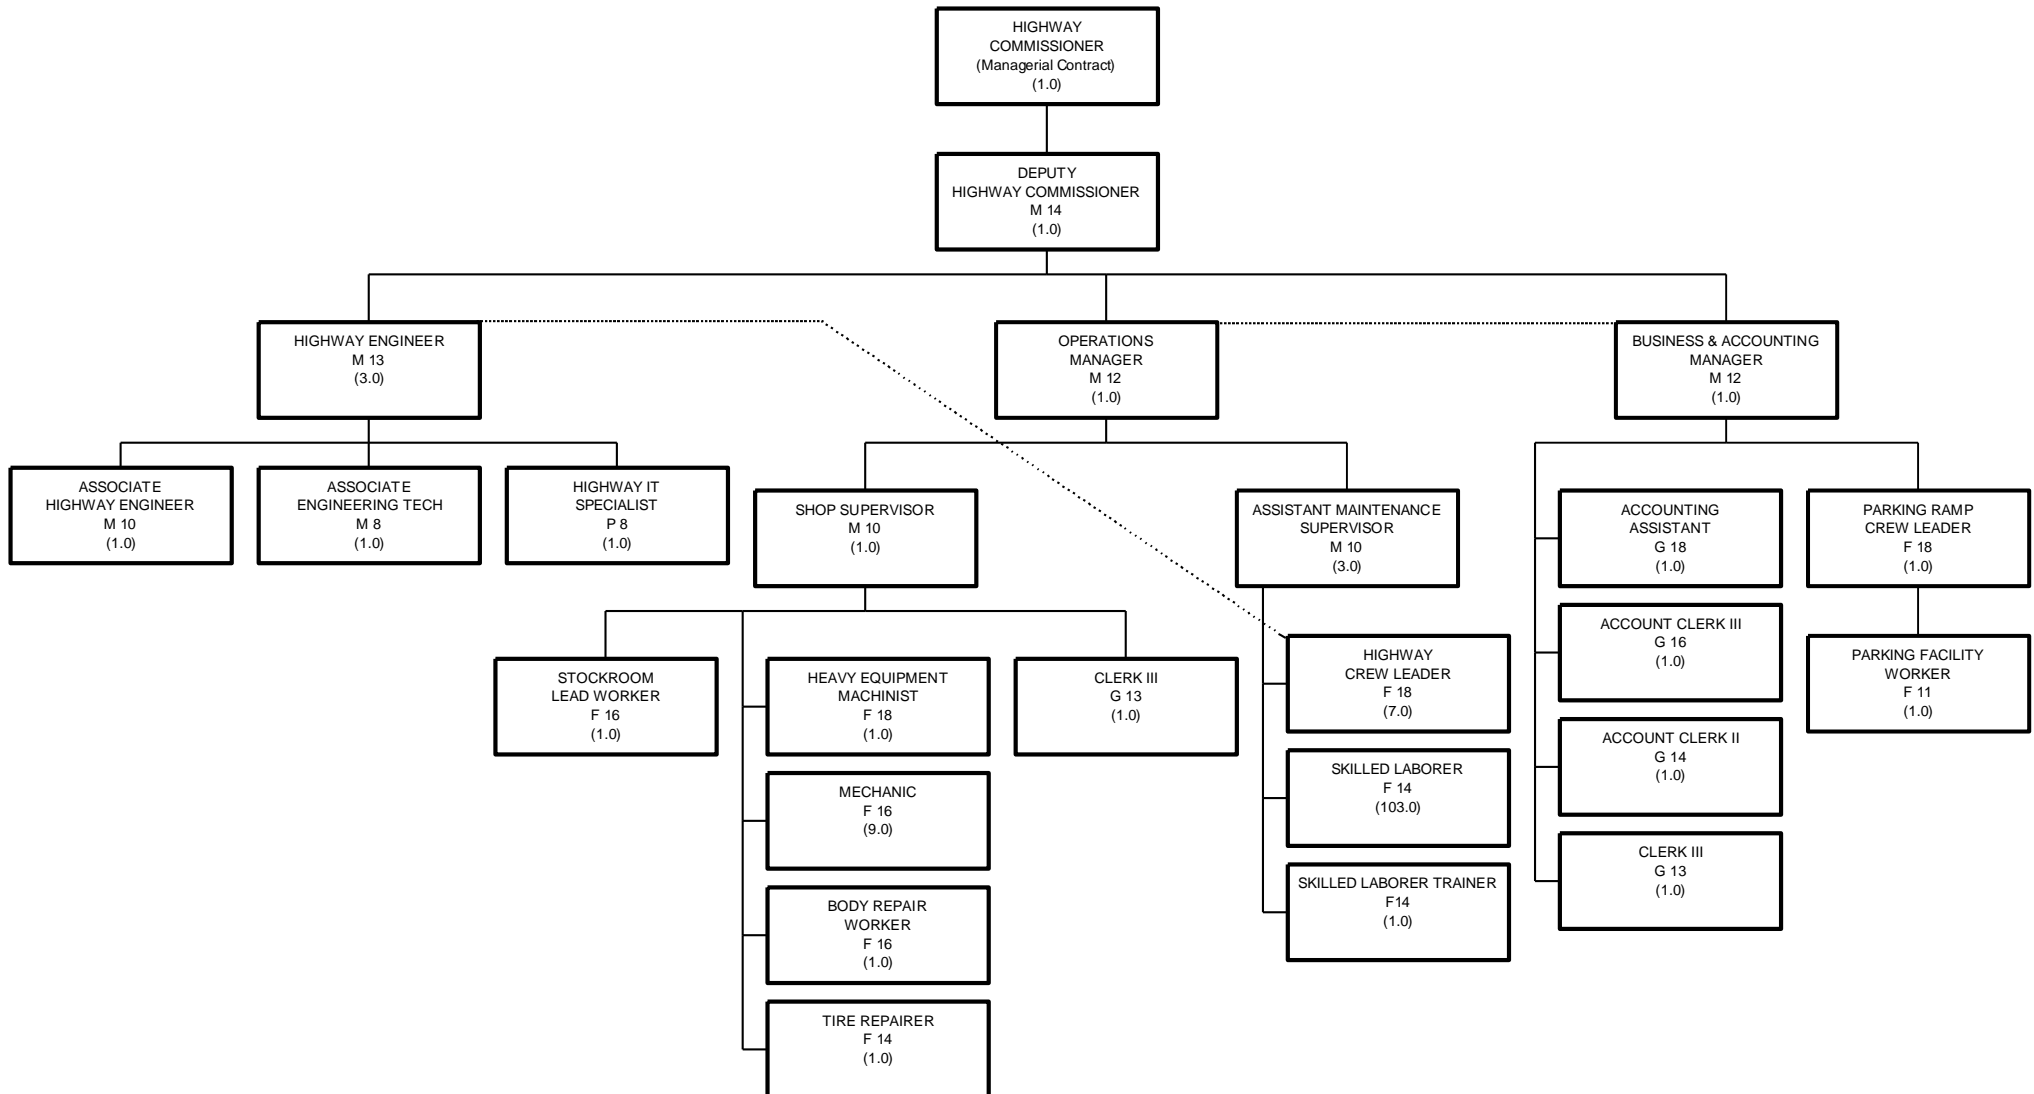 HIGHWAY
COMMISSIONER
(Managerial Contract)
(1.0)
DEPUTY
HIGHWAY COMMISSIONER
M 14
(1.0)
HIGHWAY ENGINEER
M 13
(3.0)
OPERATIONS
MANAGER
M 12
(1.0)
BUSINESS & ACCOUNTING
MANAGER
M 12
(1.0)
ASSOCIATE
HIGHWAY ENGINEER
M 10
(1.0)
ASSOCIATE
ENGINEERING TECH
M 8
(1.0)
HIGHWAY IT
SPECIALIST
P 8
(1.0)
SHOP SUPERVISOR
M 10
(1.0)
ASSISTANT MAINTENANCE
SUPERVISOR
M 10
(3.0)
ACCOUNTING
ASSISTANT
G 18
(1.0)
PARKING RAMP
CREW LEADER
F 18
(1.0)
STOCKROOM
LEAD WORKER
F 16
(1.0)
HEAVY EQUIPMENT
MACHINIST
F 18
(1.0)
CLERK III
G 13
(1.0)
HIGHWAY
CREW LEADER
F 18
(7.0)
ACCOUNT CLERK III
G 16
(1.0)
PARKING FACILITY
WORKER
F 11
(1.0)
MECHANIC
F 16
(9.0)
SKILLED LABORER
F 14
(103.0)
ACCOUNT CLERK II
G 14
(1.0)
BODY REPAIR
WORKER
F 16
(1.0)
SKILLED LABORER TRAINER
F14
(1.0)
CLERK III
G 13
(1.0)
TIRE REPAIRER
F 14
(1.0)